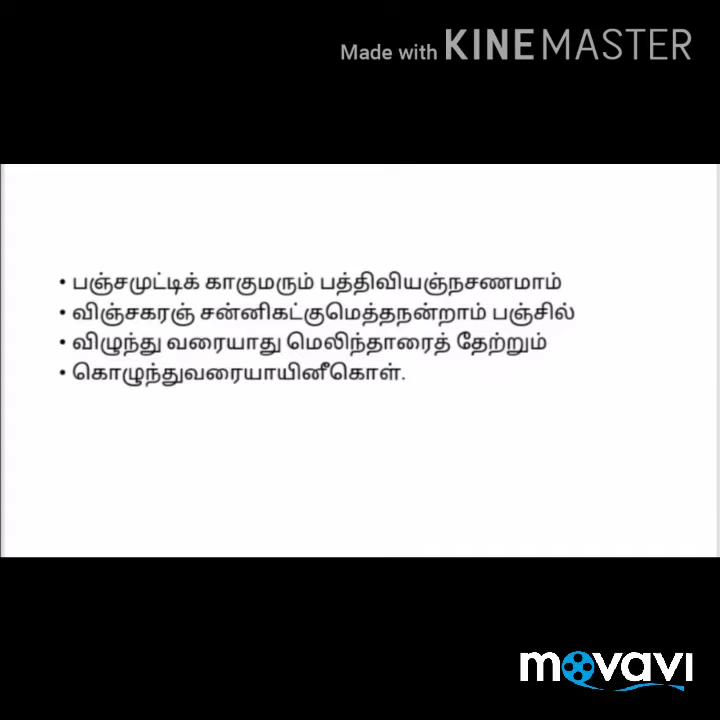 Made with KINEMASTER
• பஞ்சமுட்டிக் காகுமரும் பத்திவியஞ்நசணமாம்
• விஞ்சகரஞ் சன்னிகட்குமெத்தநன்றாம் பஞ்சில்
• விழுந்து வரையாது மெலிந்தாரைத் தேற்றும்
• கொழுந்துவரையாயினீகொள்.
movavi